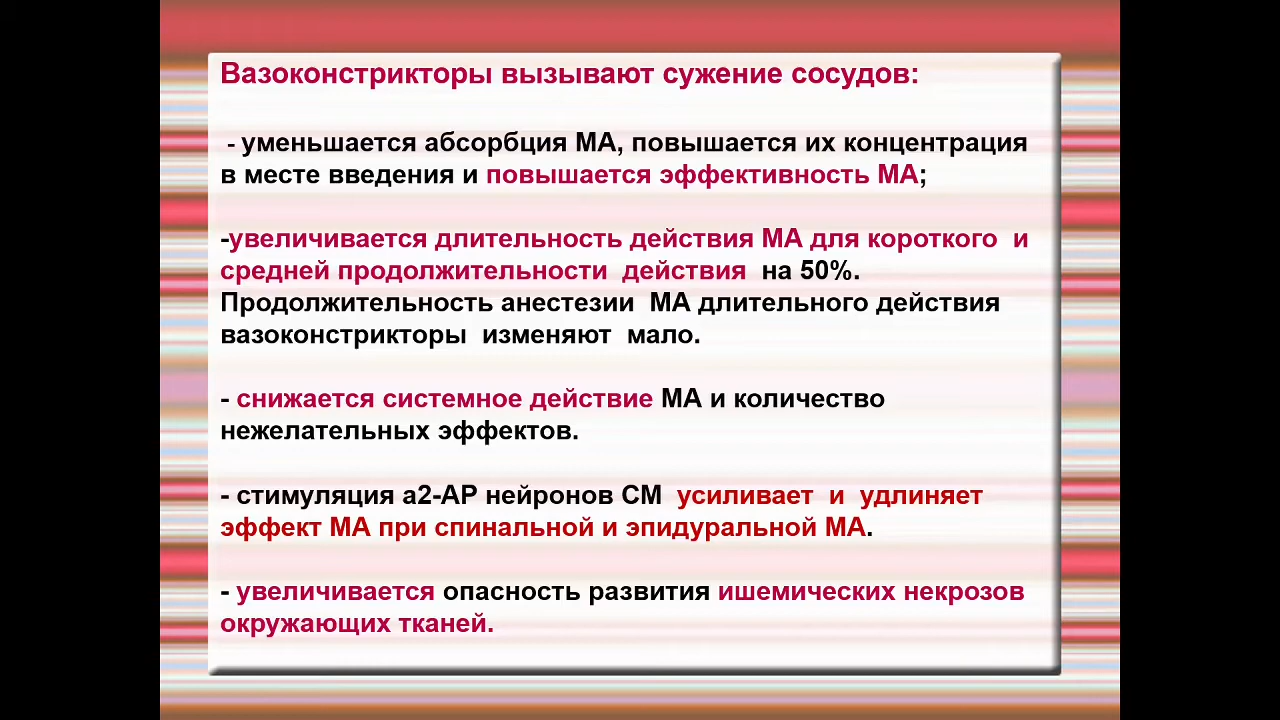 Вазоконстрикторы вызывают сужение сосудов:
- уменьшается абсорбция МА, повышается их концентрация
в месте введения и повышается эффективность МА;
-увеличивается длительность действия МА для короткого и
средней продолжительности действия на 50%.
Продолжительность анестезии МА длительного действия
вазоконстрикторы изменяют мало.
- снижается системное действие МА и количество
нежелательных эффектов.
- стимуляция а2-АР нейронов СМ усиливает и удлиняет
эффект МА при спинальной и эпидуральной МА.
- увеличивается опасность развития ишемических некрозов
окружающих тканей.